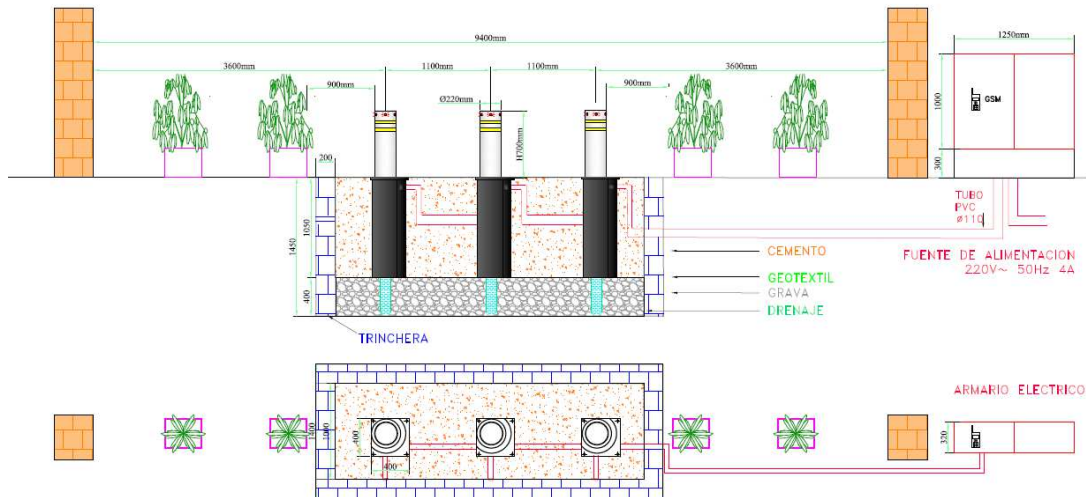 9400mm
1250mm
3600mm
1100mm
1100mm
3600mm
900mm
900mm
Ø220mm
H700mm
GSM
1000
300
200
1450
1050
400
TUBO
PVC
Ø110
CEMENTO
FUENTE DE ALIMENTACION
220V~ 50Hz 4A
GEOTEXTIL
GRAVA
DRENAJE
TRINCHERA
ARMARIO ELECTRICO
1400
1000
400
400
320